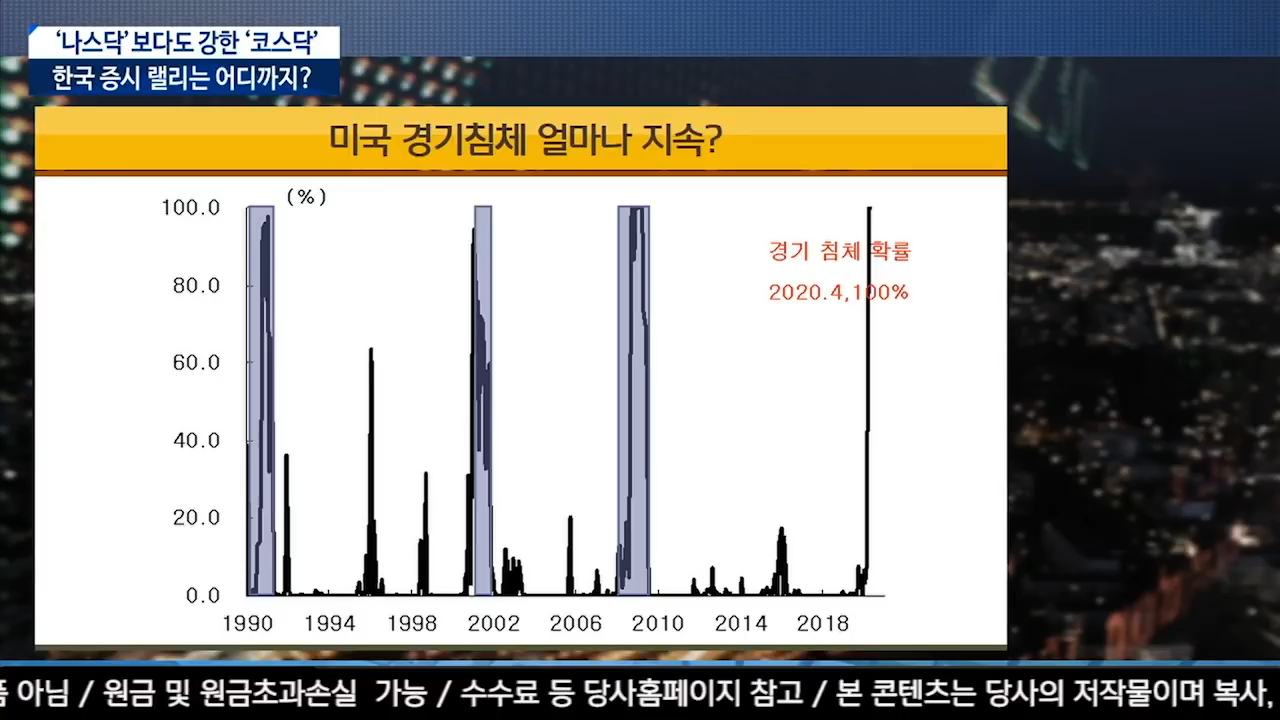 ‘나스닥’ 보다도 강한 ‘코스닥’
한국 증시 랠리는 어디까지?
미국 경기침체 얼마나 지속?
(%)
100.0
80.0
60.0
40.0
20.0
0.0
경기 침체 확률
2020.4,100%
1990 1994 1998 2002 2006 2010 2014 2018
아님 / 원금 및 원금초과손실 가능 / 수수료 등 당사홈페이지 참고 / 본 콘텐츠는 당사의 저작물이며 복사,